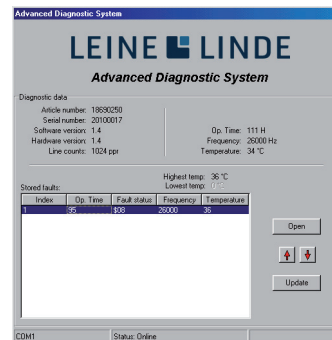 Advanced Diagnostic System
LEINE LINDE
Advanced Diagnostic System
Diagnostic data
Article number: 18690250
Serial number: 20100017
Software version: 1.4
Hardware version: 1.4
Line counts: 1024 ppr
Op. Time: 111 H
Frequency: 26000 Hz
Temperature: 34 °C
Highest temp: 36 °C
Lowest temp:
Stored faults:
Index Op. Time Fault status Frequency Temperature
1 95 $08 26000 36
Open
Update
COM1 Status: Online